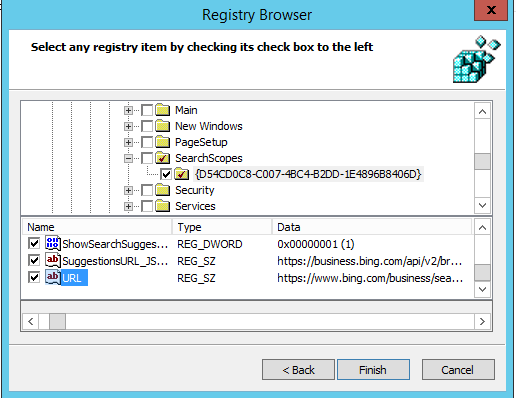 Registry Browser
x
Select any registry item by checking its check box to the left
Main
New Windows
PageSetup
SearchScopes
{D54CD0C8-C007-4BC4-B2DD-1E4896B8406D}
Security
Services
Name Type Data
ShowSearchSugges... REG_DWORD 0x00000001 (1)
SuggestionsURL_JS... REG_SZ https://business.bing.com/api/v2/br...
URL REG_SZ https://www.bing.com/business/sea...
< Back Finish Cancel